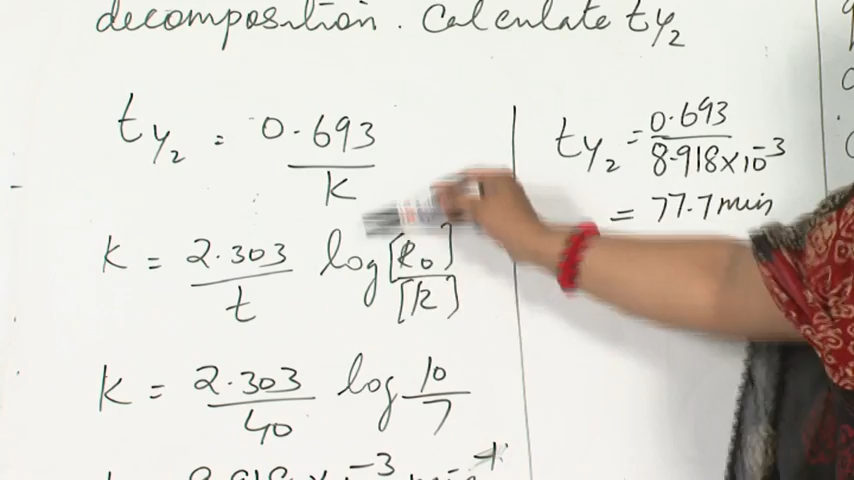 decomposition. Calculate t1/2
t1/2 = 0.693
K
K = 2.303 log [R0]
t [R]
K = 2.303 log 10
40 7
t1/2 = 0.693
8.918×10-3
= 77.7 min